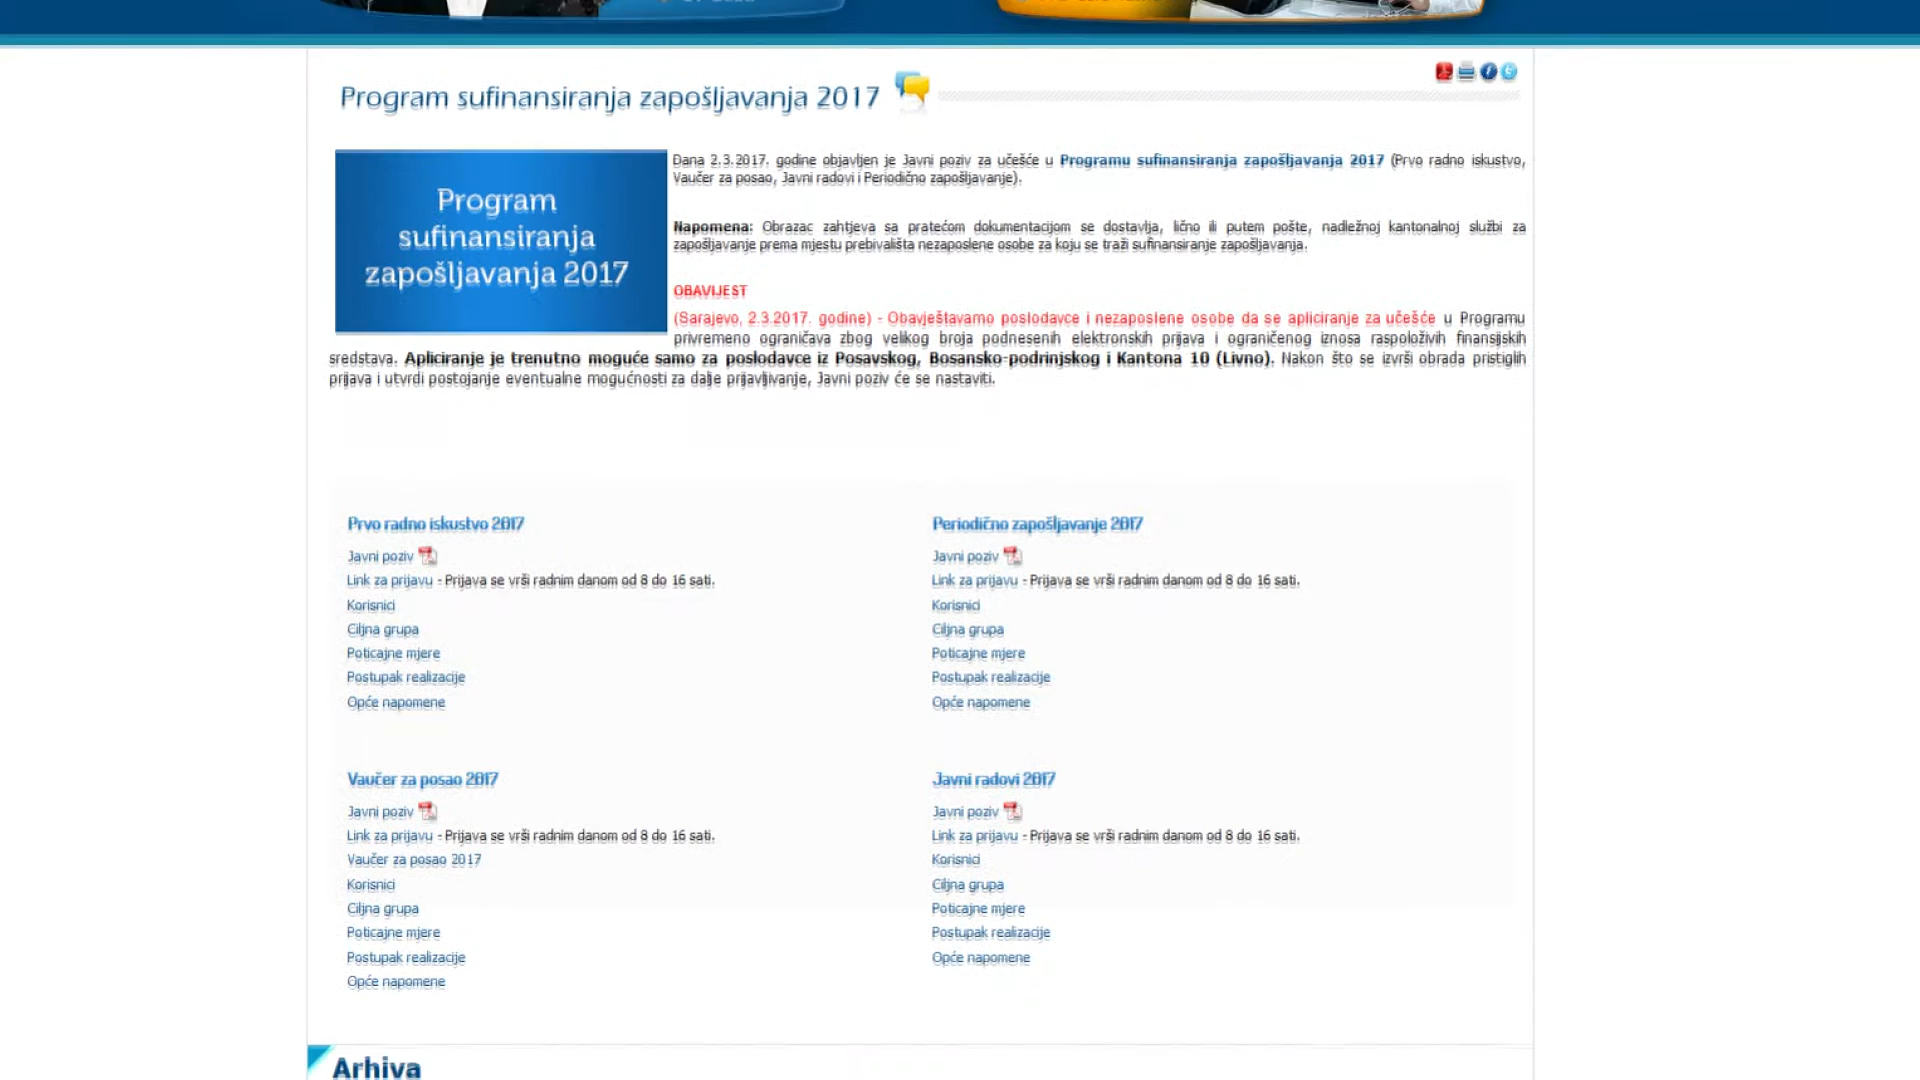 Program sufinansiranja zapošljavanja 2017
Program
sufinansiranja
zapošljavanja 2017
Dana 2.3.2017. godine objavljen je Javni poziv za učešće u Programu sufinansiranja zapošljavanja 2017 (Prvo radno iskustvo,
Vaučer za posao, Javni radovi i Periodično zapošljavanje).
Napomena: Obrazac zahtjeva sa pratećom dokumentacijom se dostavlja, lično ili putem pošte, nadležnoj kantonalnoj službi za
zapošljavanje prema mjestu prebivališta nezaposlene osobe za koju se traži sufinansiranje zapošljavanja.
OBAVIJEST
(Sarajevo, 2.3.2017. godine) - Obavještavamo poslodavce i nezaposlene osobe da se apliciranje za učešće u Programu
privremeno ograničava zbog velikog broja podnesenih elektronskih prijava i ograničenog iznosa raspoloživih finansijskih
sredstava. Apliciranje je trenutno moguće samo za poslodavce iz Posavskog, Bosansko-podrinjskog i Kantona 10 (Livno). Nakon što se izvrši obrada pristiglih
prijava i utvrdi postojanje eventualne mogućnosti za dalje prijavljivanje, Javni poziv će se nastaviti.
Prvo radno iskustvo 2017
Javni poziv
Link za prijavu - Prijava se vrši radnim danom od 8 do 16 sati.
Korisnici
Ciljna grupa
Poticajne mjere
Postupak realizacije
Opće napomene
Periodično zapošljavanje 2017
Javni poziv
Link za prijavu - Prijava se vrši radnim danom od 8 do 16 sati.
Korisnici
Ciljna grupa
Poticajne mjere
Postupak realizacije
Opće napomene
Vaučer za posao 2017
Javni poziv
Link za prijavu - Prijava se vrši radnim danom od 8 do 16 sati.
Vaučer za posao 2017
Korisnici
Ciljna grupa
Poticajne mjere
Postupak realizacije
Opće napomene
Javni radovi 2017
Javni poziv
Link za prijavu - Prijava se vrši radnim danom od 8 do 16 sati.
Korisnici
Ciljna grupa
Poticajne mjere
Postupak realizacije
Opće napomene
Arhiva